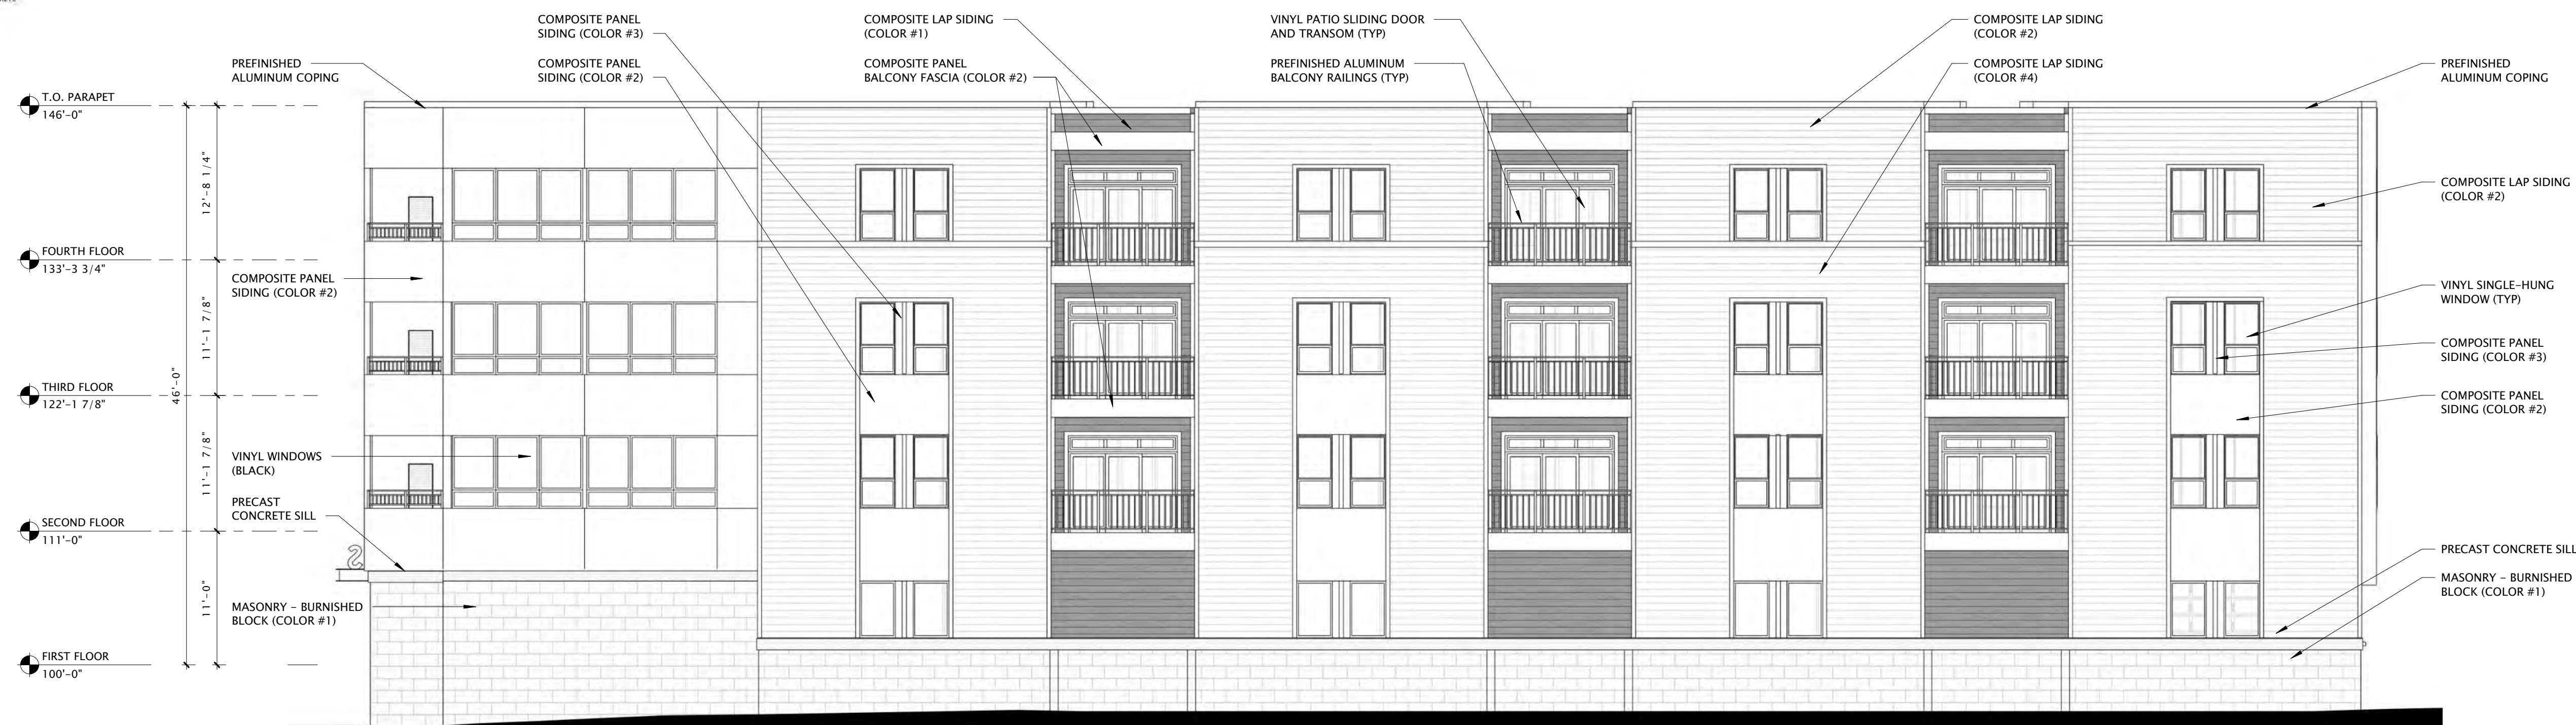 COMPOSITE PANEL
SIDING (COLOR #3)
COMPOSITE LAP SIDING
(COLOR #1)
VINYL PATIO SLIDING DOOR
AND TRANSOM (TYP)
COMPOSITE LAP SIDING
(COLOR #2)
PREFINISHED
ALUMINUM COPING
COMPOSITE PANEL
SIDING (COLOR #2)
COMPOSITE PANEL
BALCONY FASCIA (COLOR #2)
PREFINISHED ALUMINUM
BALCONY RAILINGS (TYP)
COMPOSITE LAP SIDING
(COLOR #4)
PREFINISHED
ALUMINUM COPING
T.O. PARAPET
146'-0"
12'-8 1/4"
COMPOSITE LAP SIDING
(COLOR #2)
FOURTH FLOOR
133'-3 3/4"
COMPOSITE PANEL
SIDING (COLOR #2)
VINYL SINGLE-HUNG
WINDOW (TYP)
11'-1 7/8"
COMPOSITE PANEL
SIDING (COLOR #3)
46'-0"
THIRD FLOOR
122'-1 7/8"
COMPOSITE PANEL
SIDING (COLOR #2)
11'-1 7/8"
VINYL WINDOWS
(BLACK)
PRECAST
CONCRETE SILL
SECOND FLOOR
111'-0"
S
PRECAST CONCRETE SILL
11'-0"
MASONRY - BURNISHED
BLOCK (COLOR #1)
MASONRY - BURNISHED
BLOCK (COLOR #1)
FIRST FLOOR
100'-0"